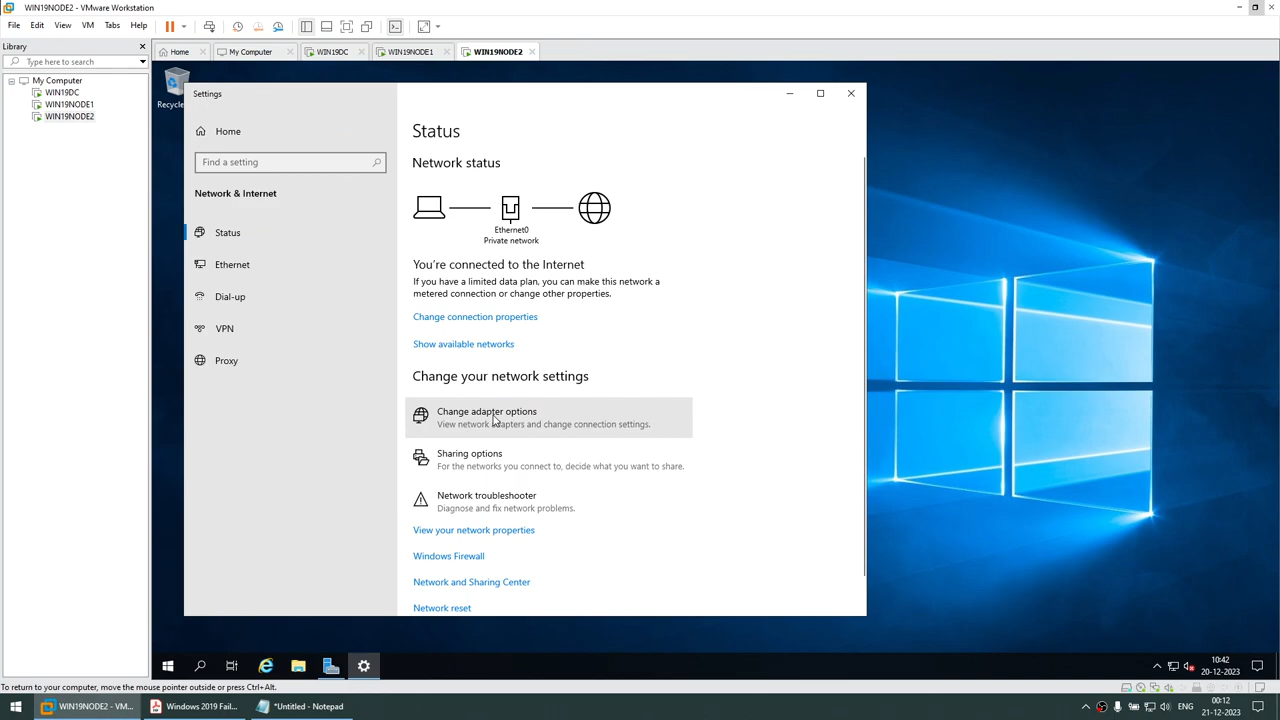 WIN19NODE2 - VMware Workstation
File Edit View VM Tabs Help
Library
Type here to search
My Computer
WIN19DC
WIN19NODE1
WIN19NODE2
Home My Computer WIN19DC WIN19NODE1 WIN19NODE2
Recycle
Settings
Home
Find a setting
Network & Internet
Status
Ethernet
Dial-up
VPN
Proxy
Status
Network status
Ethernet0
Private network
You're connected to the Internet
If you have a limited data plan, you can make this network a
metered connection or change other properties.
Change connection properties
Show available networks
Change your network settings
Change adapter options
View network adapters and change connection settings.
Sharing options
For the networks you connect to, decide what you want to share.
Network troubleshooter
Diagnose and fix network problems.
View your network properties
Windows Firewall
Network and Sharing Center
Network reset
10:42
20-12-2023
To return to your computer, move the mouse pointer outside or press Ctrl+Alt.
WIN19NODE2 - VM... Windows 2019 Fail... *Untitled - Notepad
ENG
00:12
21-12-2023